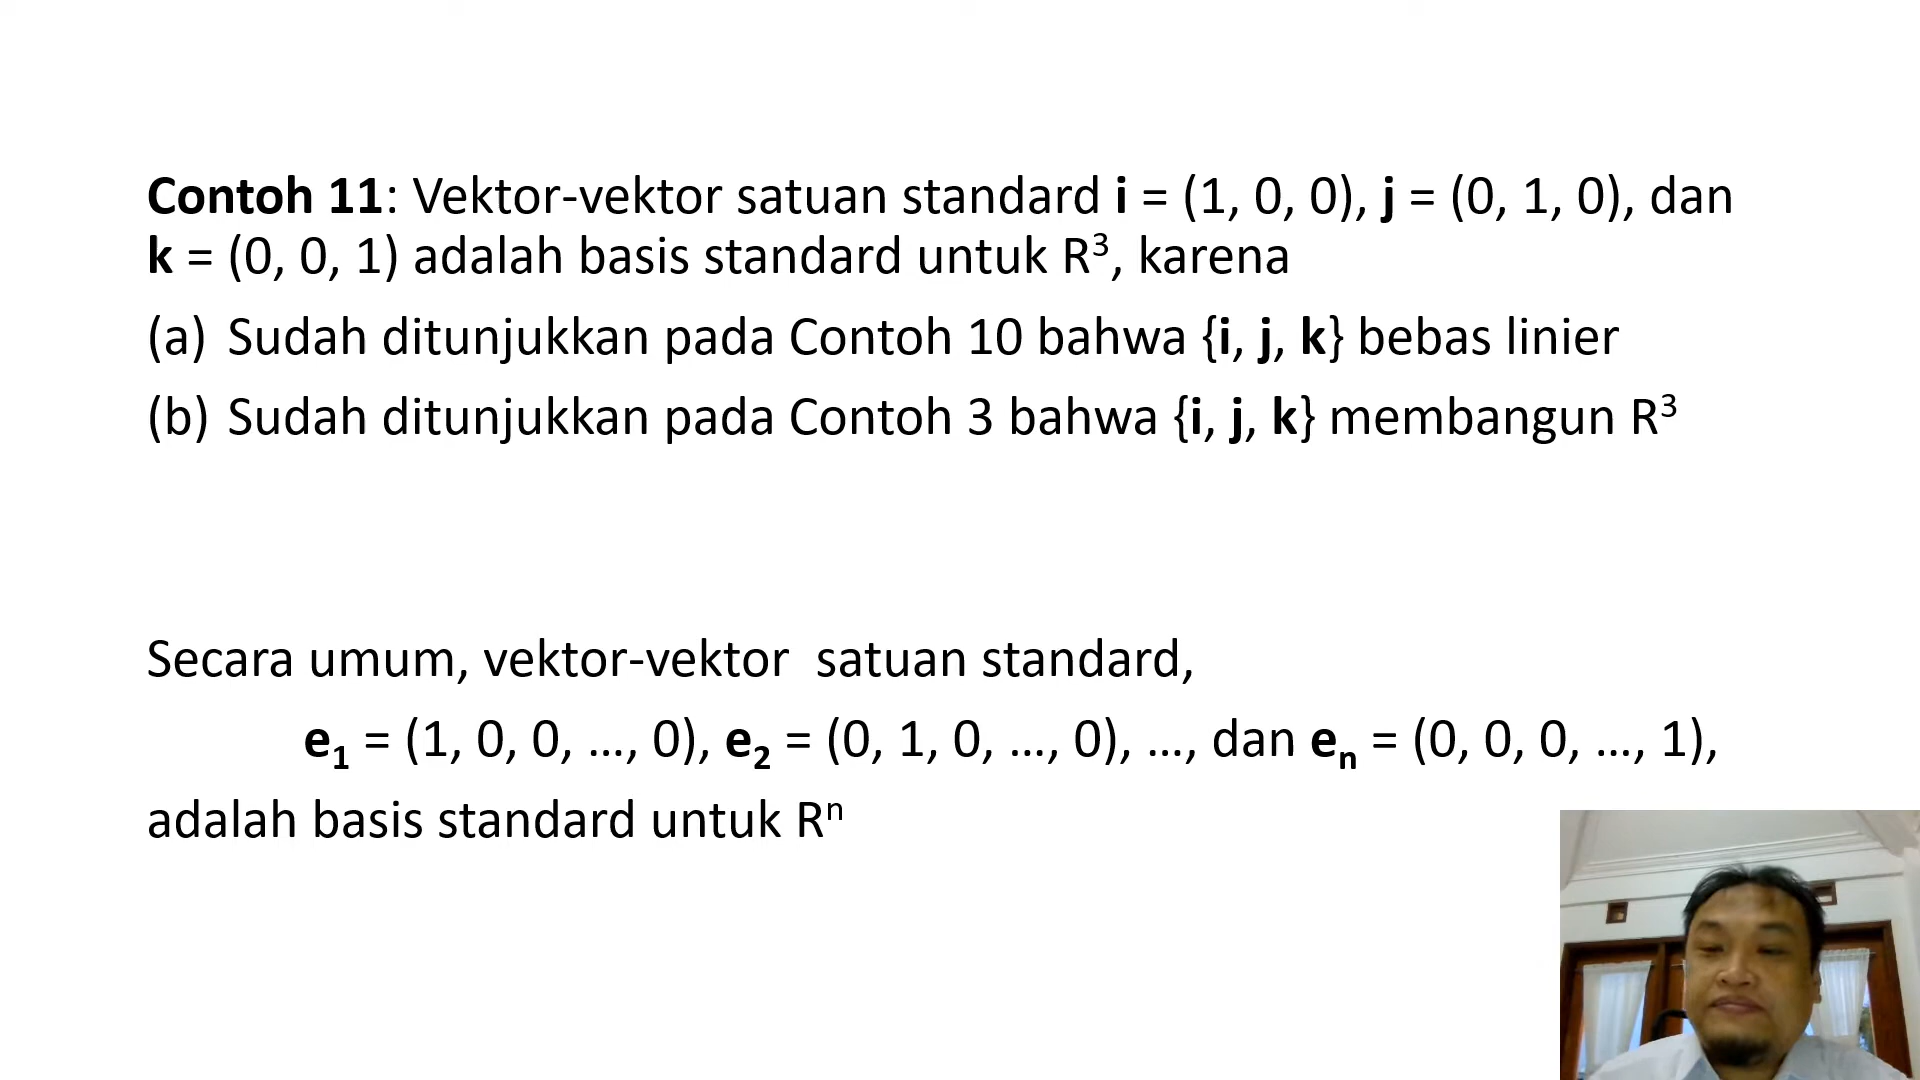 Contoh 11: Vektor-vektor satuan standard i = (1, 0, 0), j = (0, 1, 0), dan
k = (0, 0, 1) adalah basis standard untuk R³, karena
(a) Sudah ditunjukkan pada Contoh 10 bahwa {i, j, k} bebas linier
(b) Sudah ditunjukkan pada Contoh 3 bahwa {i, j, k} membangun R³
Secara umum, vektor-vektor  satuan standard,
e₁ = (1, 0, 0, …, 0), e₂ = (0, 1, 0, …, 0), …, dan eₙ = (0, 0, 0, …, 1),
adalah basis standard untuk Rⁿ